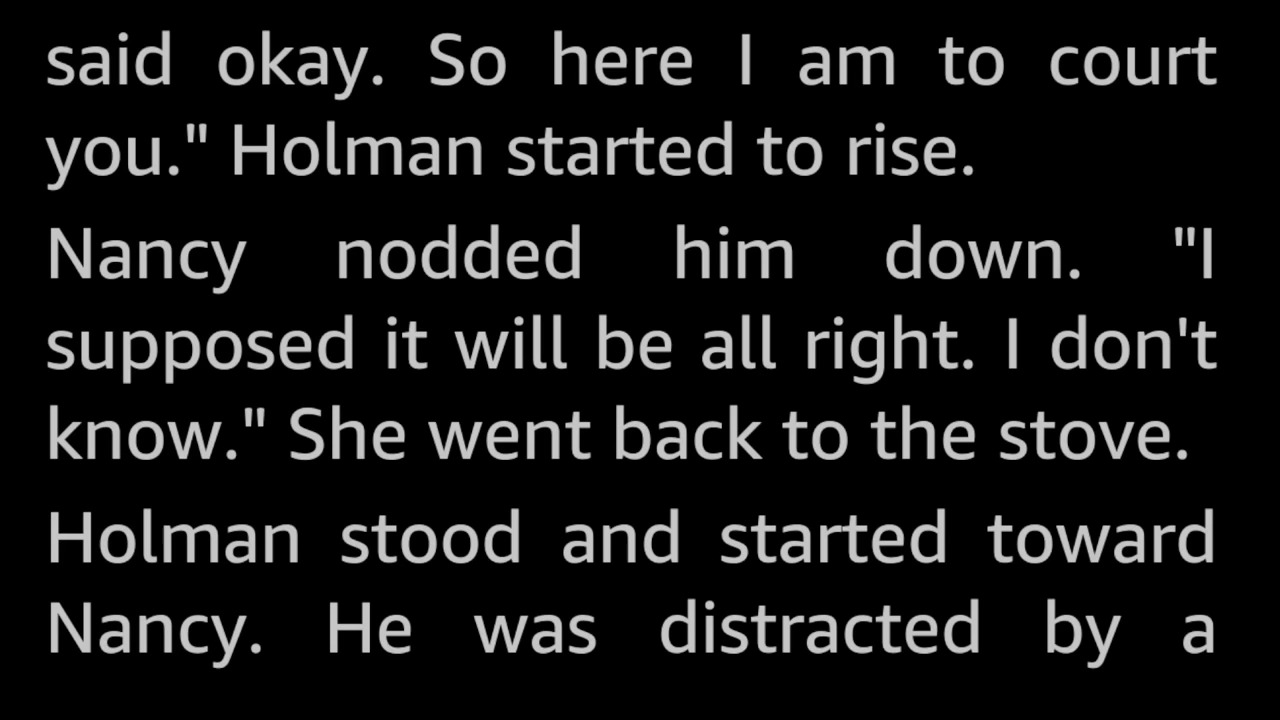 said okay. So here I am to court
you." Holman started to rise.
Nancy nodded him down. "I
supposed it will be all right. I don't
know." She went back to the stove.
Holman stood and started toward
Nancy. He was distracted by a